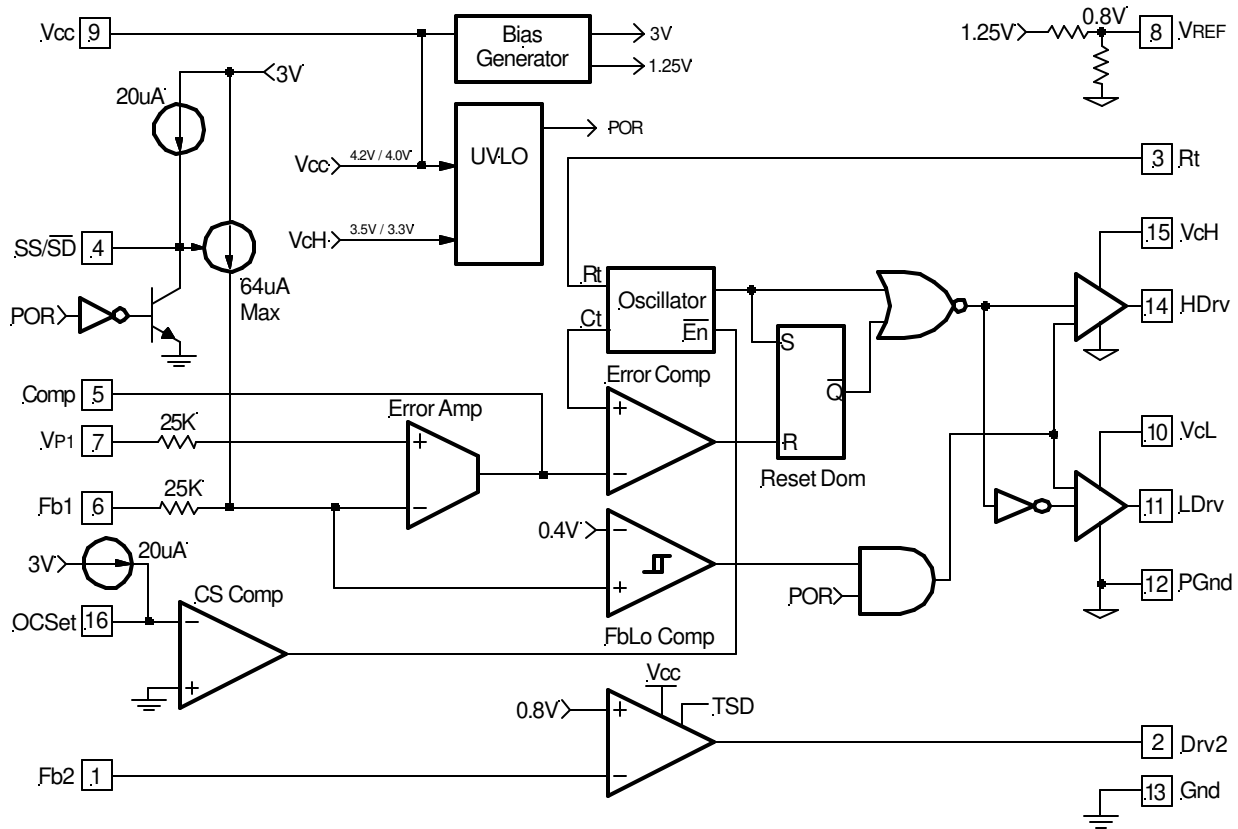 Vcc 9
Bias Generator
3V
1.25V
1.25V
0.8V
8 VREF
3V
20uA
UVLO
POR
Vcc 4.2V / 4.0V
3 Rt
VcH 3.5V / 3.3V
15 VcH
SS/SD 4
64uA Max
Rt
Oscillator
Ct
En
14 HDrv
POR
S
Q
R
Reset Dom
Comp 5
Error Comp
+
−
Error Amp
+
−
VP1 7
25K
10 VcL
Fb1 6
25K
11 LDrv
0.4V
−
+
FbLo Comp
3V
20uA
POR
12 PGnd
OCSet 16
CS Comp
−
+
Vcc
TSD
0.8V
+
−
2 Drv2
Fb2 1
13 Gnd